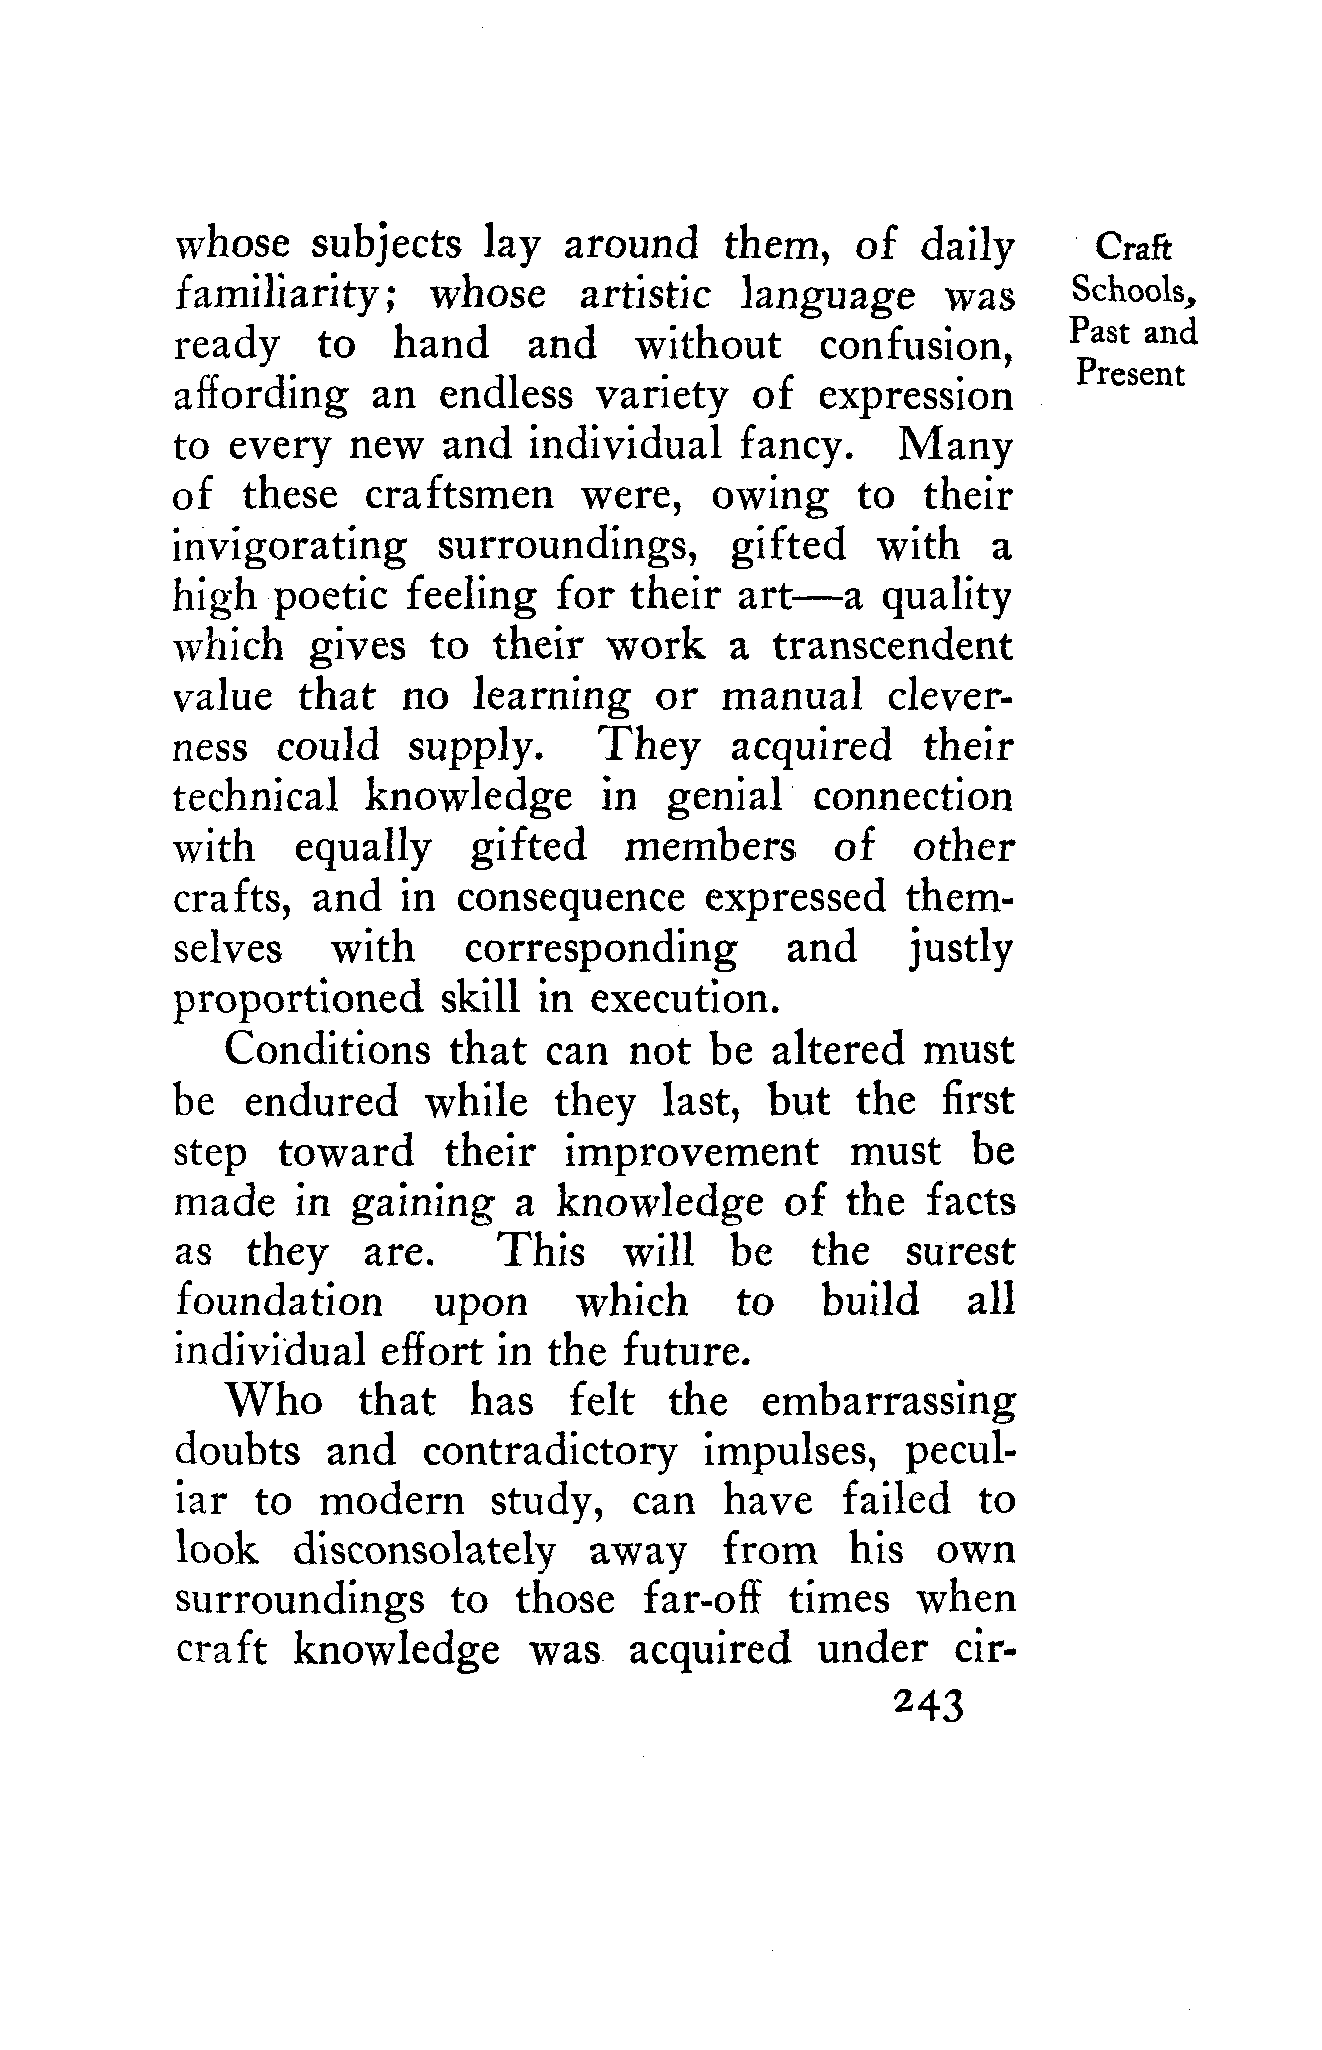 whose subjects lay around them, of daily
familiarity; whose artistic language was
ready to hand and without confusion,
affording an endless variety of expression
to every new and individual fancy. Many
of these craftsmen were, owing to their
invigorating surroundings, gifted with a
high poetic feeling for their art—a quality
which gives to their work a transcendent
value that no learning or manual clever-
ness could supply. They acquired their
technical knowledge in genial connection
with equally gifted members of other
crafts, and in consequence expressed them-
selves with corresponding and justly
proportioned skill in execution.
Conditions that can not be altered must
be endured while they last, but the first
step toward their improvement must be
made in gaining a knowledge of the facts
as they are. This will be the surest
foundation upon which to build all
individual effort in the future.
Who that has felt the embarrassing
doubts and contradictory impulses, pecul-
iar to modern study, can have failed to
look disconsolately away from his own
surroundings to those far-off times when
craft knowledge was acquired under cir-
243
Craft
Schools,
Past and
Present